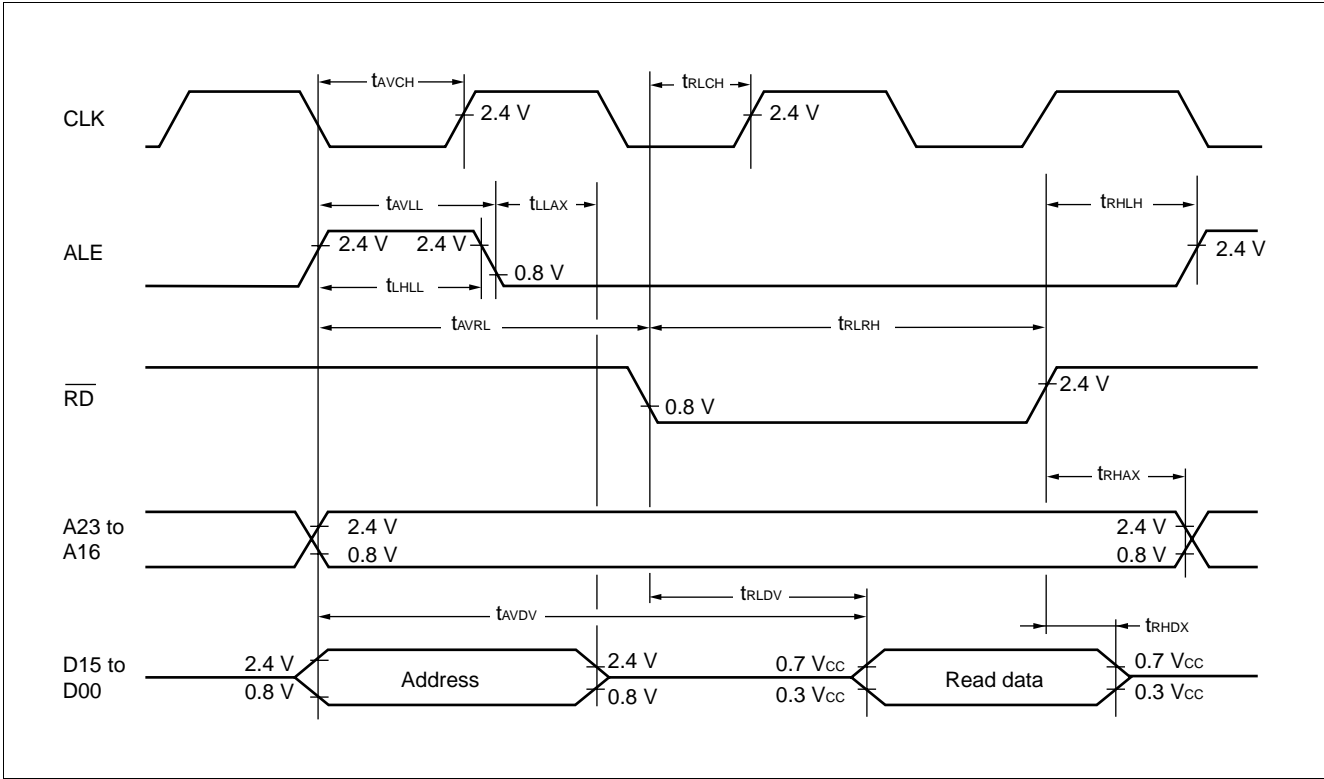 tAVCH
tRLCH
CLK
2.4 V
2.4 V
tAVLL
tLLAX
tRHLH
ALE
2.4 V
2.4 V
2.4 V
0.8 V
tLHLL
tAVRL
tRLRH
RD
2.4 V
0.8 V
tRHAX
A23 to
A16
2.4 V
2.4 V
0.8 V
0.8 V
tRLDV
tAVDV
tRHDX
D15 to
D00
2.4 V
0.8 V
Address
2.4 V
0.8 V
0.7 VCC
0.3 VCC
Read data
0.7 VCC
0.3 VCC